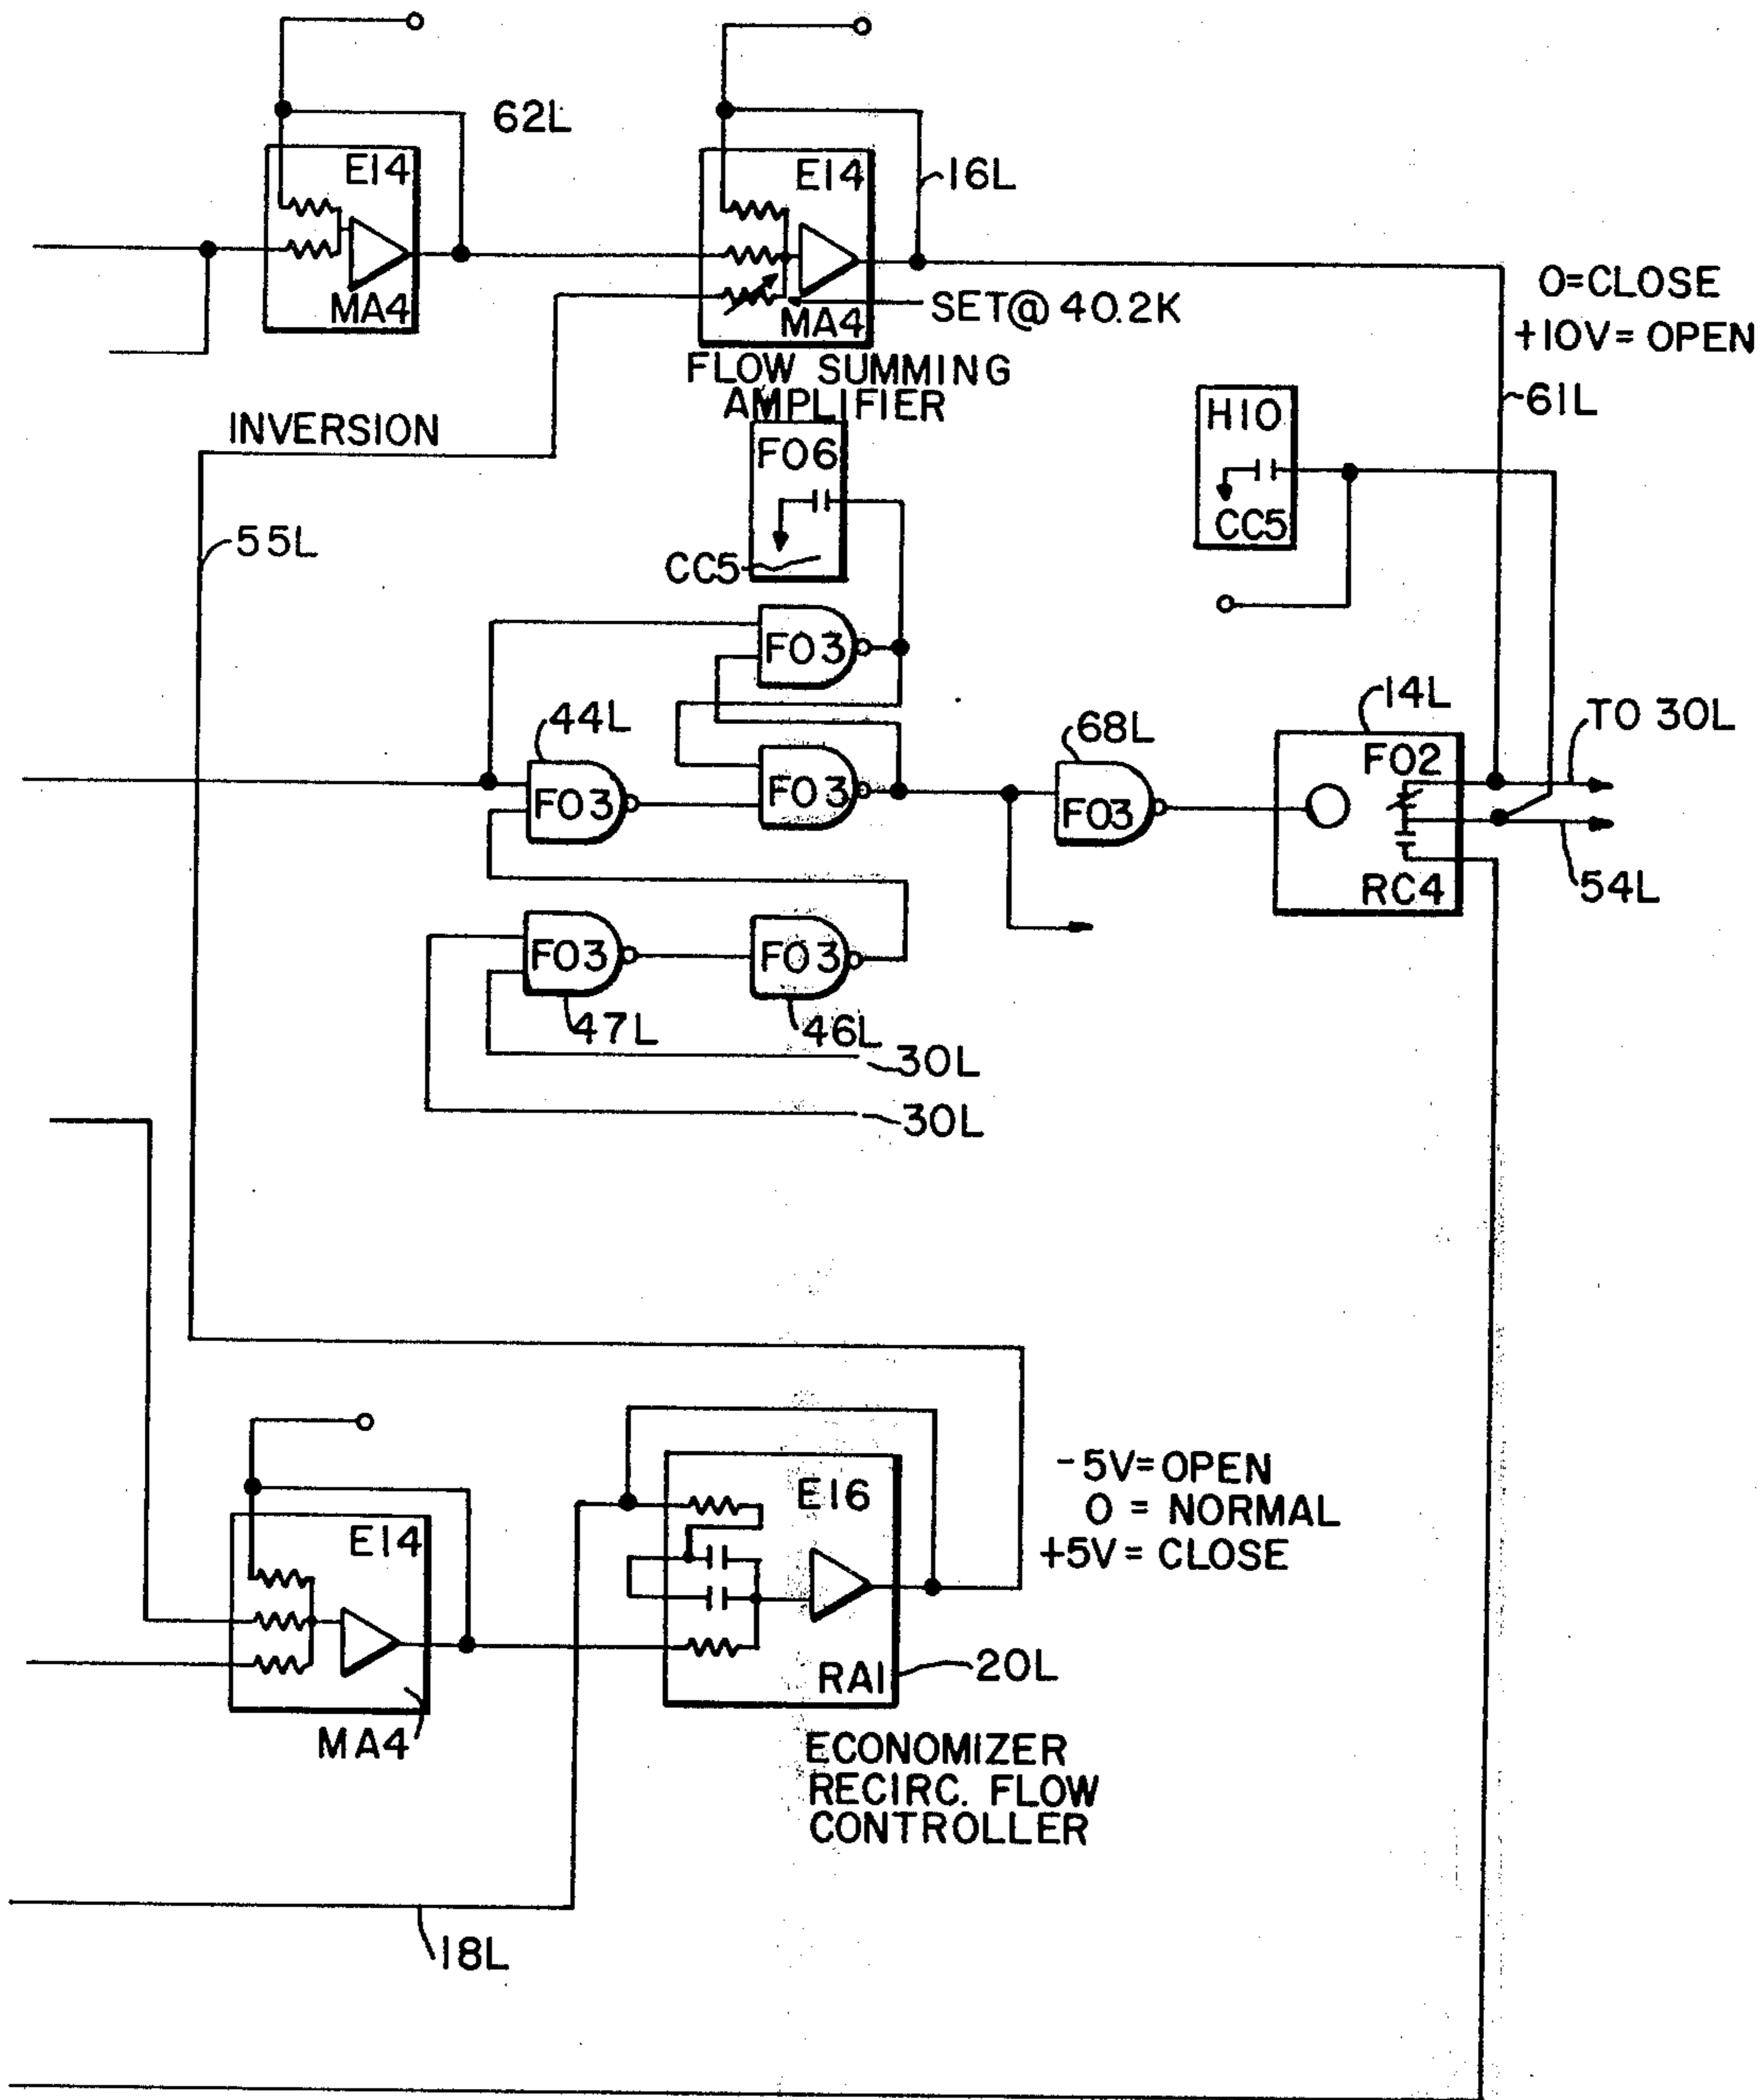 62L
E14
MA4
E14
MA4
16L
SET@ 40.2K
FLOW SUMMING
AMPLIFIER
0=CLOSE
+10V= OPEN
61L
INVERSION
55L
F06
CC5
H10
CC5
F03
44L
F03
F03
68L
F03
14L
F02
RC4
TO 30L
54L
F03
47L
F03
46L
30L
30L
E14
MA4
E16
RA1
20L
-5V=OPEN
0 = NORMAL
+5V= CLOSE
ECONOMIZER
RECIRC. FLOW
CONTROLLER
18L